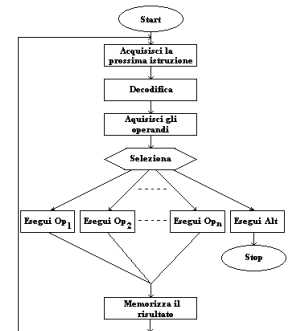 Start
Acquisisci la
prossima istruzione
Decodifica
Aquisisci gli
operandi
Seleziona
Esegui Op1
Esegui Op2
Esegui Opn
Esegui Alt
Stop
Memorizza il
risultato